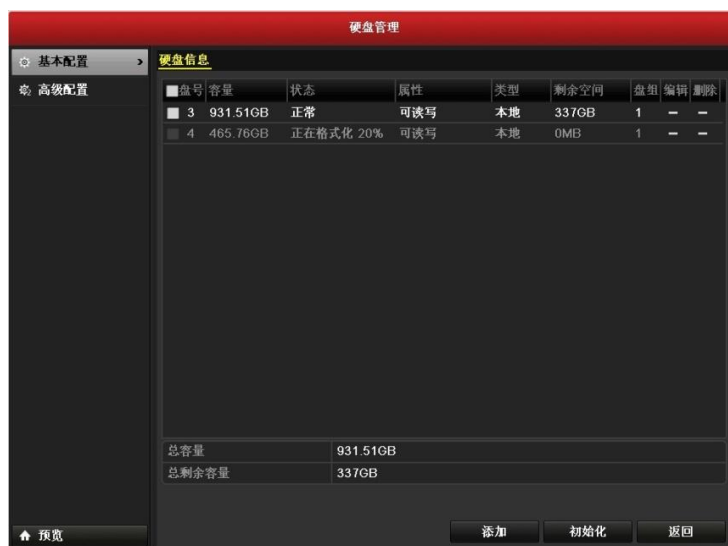 硬盘管理
基本配置 >
硬盘信息
高级配置
盘号 容量 状态 属性 类型 剩余空间 盘组 编辑 删除
3 931.51GB 正常 可读写 本地 337GB 1 — —
4 465.76GB 正在格式化 20% 可读写 本地 0MB 1 — —
总容量 931.51GB
总剩余容量 337GB
预览 添加 初始化 返回